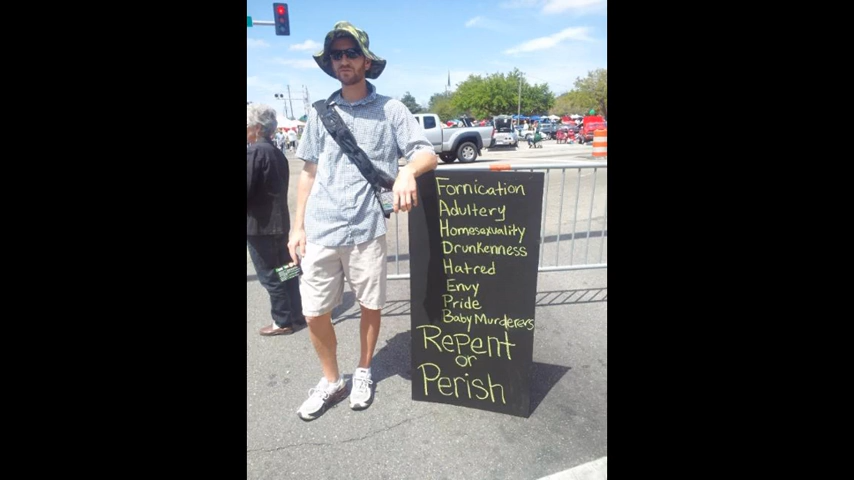 Fornication
Adultery
Homesexuality
Drunkenness
Hatred
Envy
Pride
Baby Murderers
Repent
or
Perish